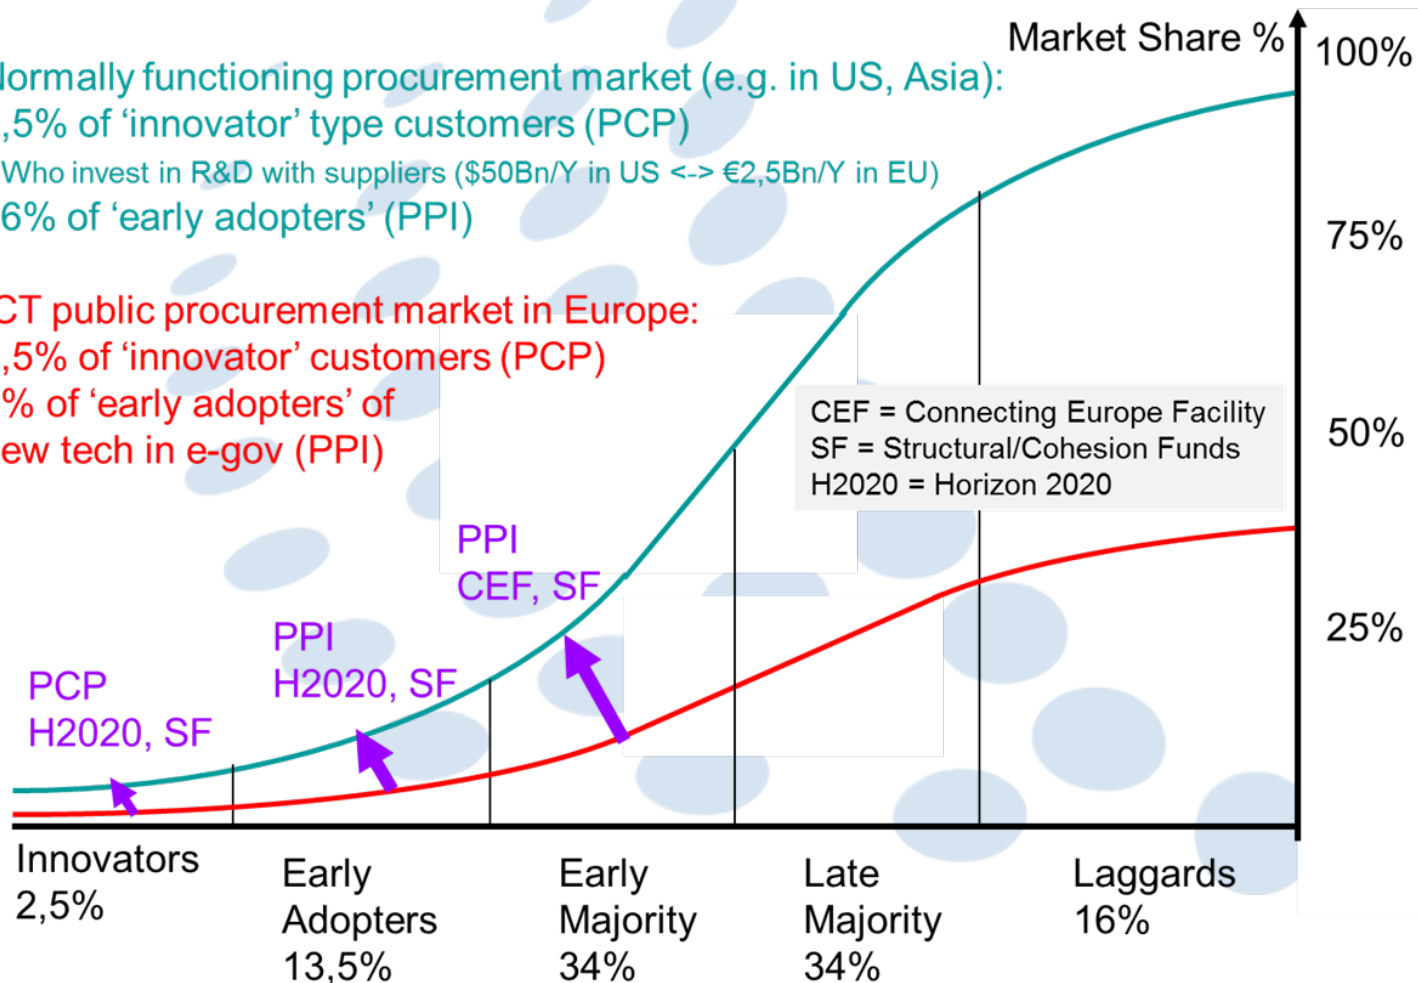 Market Share %
100%
ormally functioning procurement market (e.g. in US, Asia):
,5% of ‘innovator’ type customers (PCP)
Who invest in R&D with suppliers ($50Bn/Y in US <-> €2,5Bn/Y in EU)
6% of ‘early adopters’ (PPI)
75%
CT public procurement market in Europe:
,5% of ‘innovator’ customers (PCP)
% of ‘early adopters’ of
ew tech in e-gov (PPI)
CEF = Connecting Europe Facility
SF = Structural/Cohesion Funds
H2020 = Horizon 2020
50%
PPI
CEF, SF
PPI
H2020, SF
PCP
H2020, SF
25%
Innovators
2,5%
Early
Adopters
13,5%
Early
Majority
34%
Late
Majority
34%
Laggards
16%